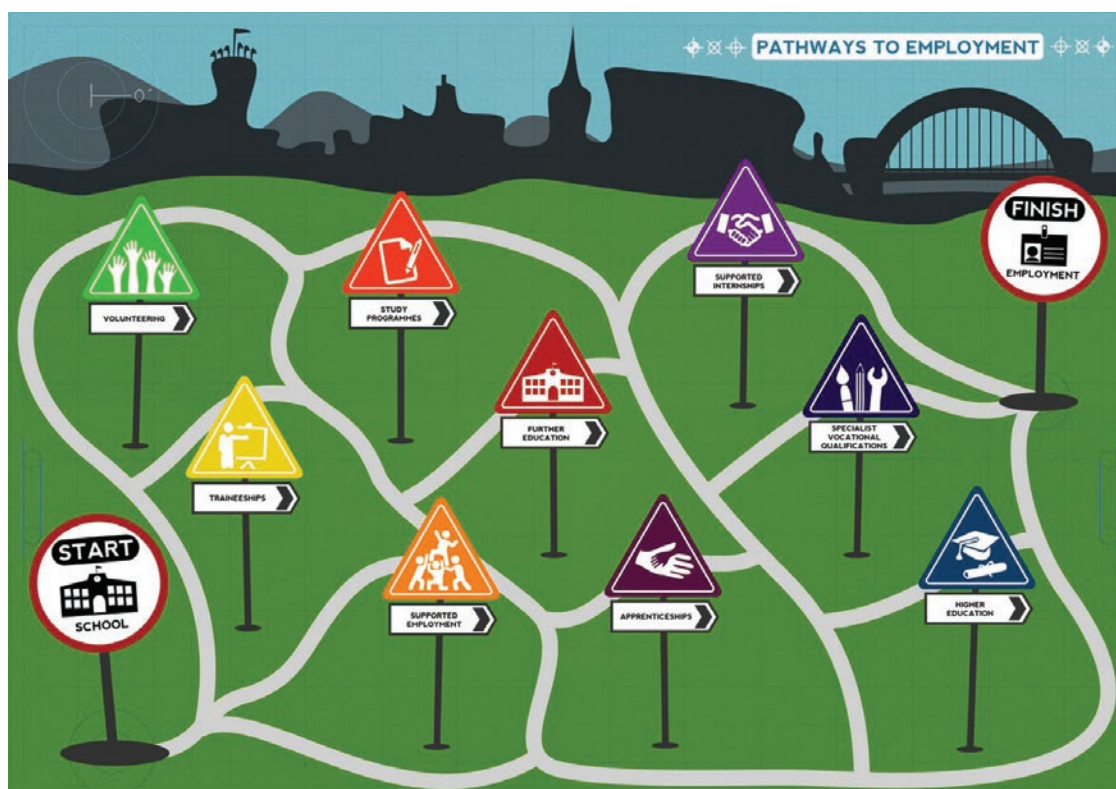 PATHWAYS TO EMPLOYMENT
0°
FINISH
EMPLOYMENT
VOLUNTEERING
STUDY
PROGRAMMES
SUPPORTED
INTERNSHIPS
FURTHER
EDUCATION
SPECIALIST
VOCATIONAL
QUALIFICATIONS
TRAINEESHIPS
START
SCHOOL
SUPPORTED
EMPLOYMENT
APPRENTICESHIPS
HIGHER
EDUCATION